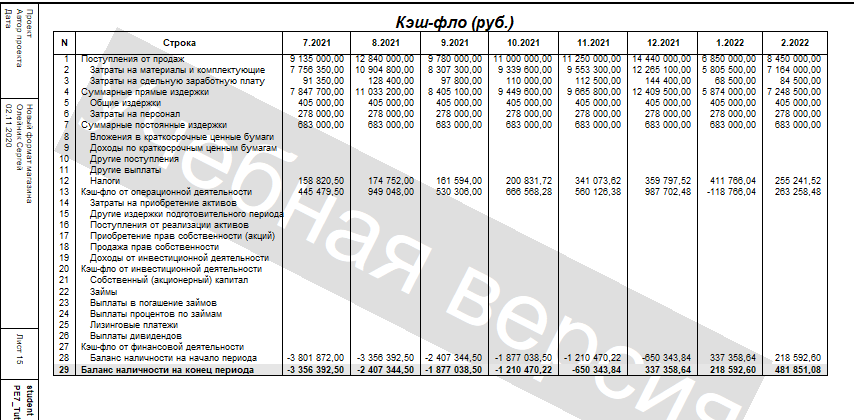 Кэш-фло (руб.)
N Строка 7.2021 8.2021 9.2021 10.2021 11.2021 12.2021 1.2022 2.2022
1 Поступления от продаж 9 135 000,00 12 840 000,00 9 780 000,00 11 000 000,00 11 250 000,00 14 440 000,00 6 850 000,00 8 450 000,00
2 Затраты на материалы и комплектующие 7 756 350,00 10 904 800,00 8 307 300,00 9 339 600,00 9 553 300,00 12 265 100,00 5 805 500,00 7 164 000,00
3 Затраты на сдельную заработную плату 91 350,00 128 400,00 97 800,00 110 000,00 112 500,00 144 400,00 68 500,00 84 500,00
4 Суммарные прямые издержки 7 847 700,00 11 033 200,00 8 405 100,00 9 449 600,00 9 665 800,00 12 409 500,00 5 874 000,00 7 248 500,00
5 Общие издержки 405 000,00 405 000,00 405 000,00 405 000,00 405 000,00 405 000,00 405 000,00 405 000,00
6 Затраты на персонал 278 000,00 278 000,00 278 000,00 278 000,00 278 000,00 278 000,00 278 000,00 278 000,00
7 Суммарные постоянные издержки 683 000,00 683 000,00 683 000,00 683 000,00 683 000,00 683 000,00 683 000,00 683 000,00
8 Вложения в краткосрочные ценные бумаги
9 Доходы по краткосрочным ценным бумагам
10 Другие поступления
11 Другие выплаты
12 Налоги 158 820,50 174 752,00 161 594,00 200 831,72 341 073,62 359 797,52 411 766,04 255 241,52
13 Кэш-фло от операционной деятельности 445 479,50 949 048,00 530 306,00 666 568,28 560 126,38 987 702,48 -118 766,04 263 258,48
14 Затраты на приобретение активов
15 Другие издержки подготовительного периода
16 Поступления от реализации активов
17 Приобретение прав собственности (акций)
18 Продажа прав собственности
19 Доходы от инвестиционной деятельности
20 Кэш-фло от инвестиционной деятельности
21 Собственный (акционерный) капитал
22 Займы
23 Выплаты в погашение займов
24 Выплаты процентов по займам
25 Лизинговые платежи
26 Выплаты дивидендов
27 Кэш-фло от финансовой деятельности
28 Баланс наличности на начало периода -3 801 872,00 -3 356 392,50 -2 407 344,50 -1 877 038,50 -1 210 470,22 -650 343,84 337 358,64 218 592,60
29 Баланс наличности на конец периода -3 356 392,50 -2 407 344,50 -1 877 038,50 -1 210 470,22 -650 343,84 337 358,64 218 592,60 481 851,08
Проект
Автор проекта
Дата
Новый формат магазина
Олейник Сергей
02.11.2020
Лист 15
student
PE7_Tut
чебная версия